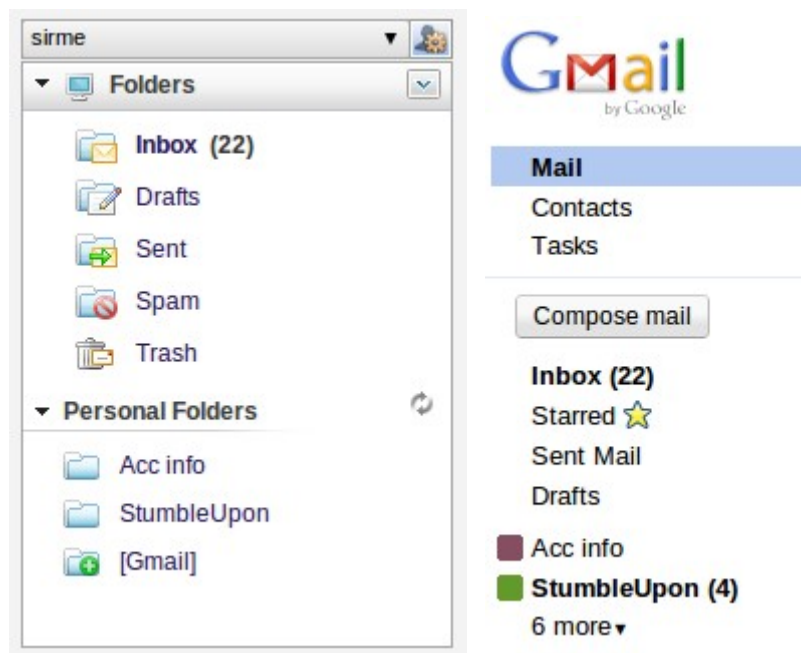 sirme
Folders
Inbox (22)
Drafts
Sent
Spam
Trash
Personal Folders
Acc info
StumbleUpon
[Gmail]
Gmail
by Google
Mail
Contacts
Tasks
Compose mail
Inbox (22)
Starred
Sent Mail
Drafts
Acc info
StumbleUpon (4)
6 more